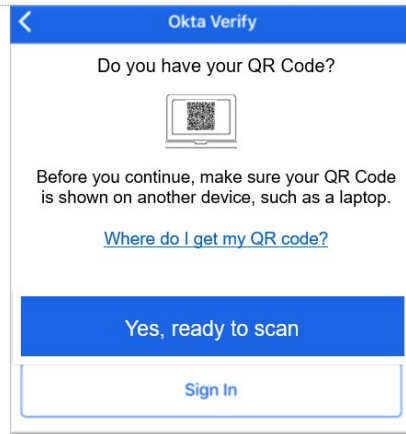 Okta Verify
Do you have your QR Code?
Before you continue, make sure your QR Code
is shown on another device, such as a laptop.
Where do I get my QR code?
Yes, ready to scan
Sign In